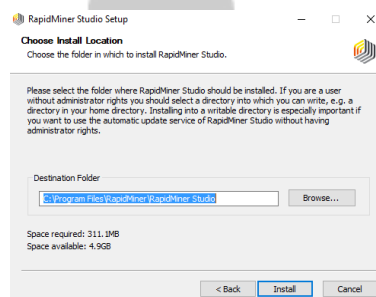 RapidMiner Studio Setup
Choose Install Location
Choose the folder in which to install RapidMiner Studio.
Please select the folder where RapidMiner Studio should be installed. If you are a user
without administrator rights you should select a directory into which you can write, e.g. a
directory in your home directory. Installing into a writable directory is especially important if
you want to use the automatic update service of RapidMiner Studio without having
administrator rights.
Destination Folder
C:\Program Files\RapidMiner\RapidMiner Studio
Browse...
Space required: 311.1MB
Space available: 4.9GB
< Back
Install
Cancel